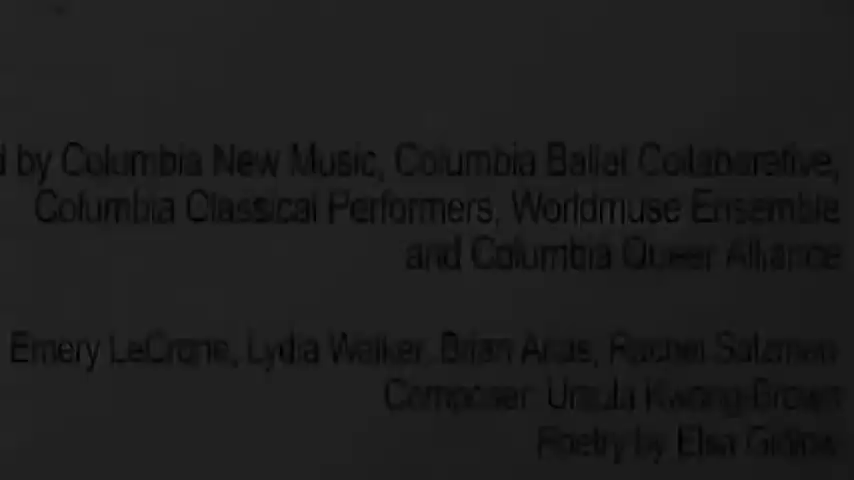 d by Columbia New Music, Columbia Ballet Collaborative,
Columbia Classical Performers, Worldmuse Ensemble
and Columbia Queer Alliance
Emery LeCrone, Lydia Walker, Brian Arias, Rachel Salzman
Composer: Ursula Kwong-Brown
Poetry by Elsa Gidlow